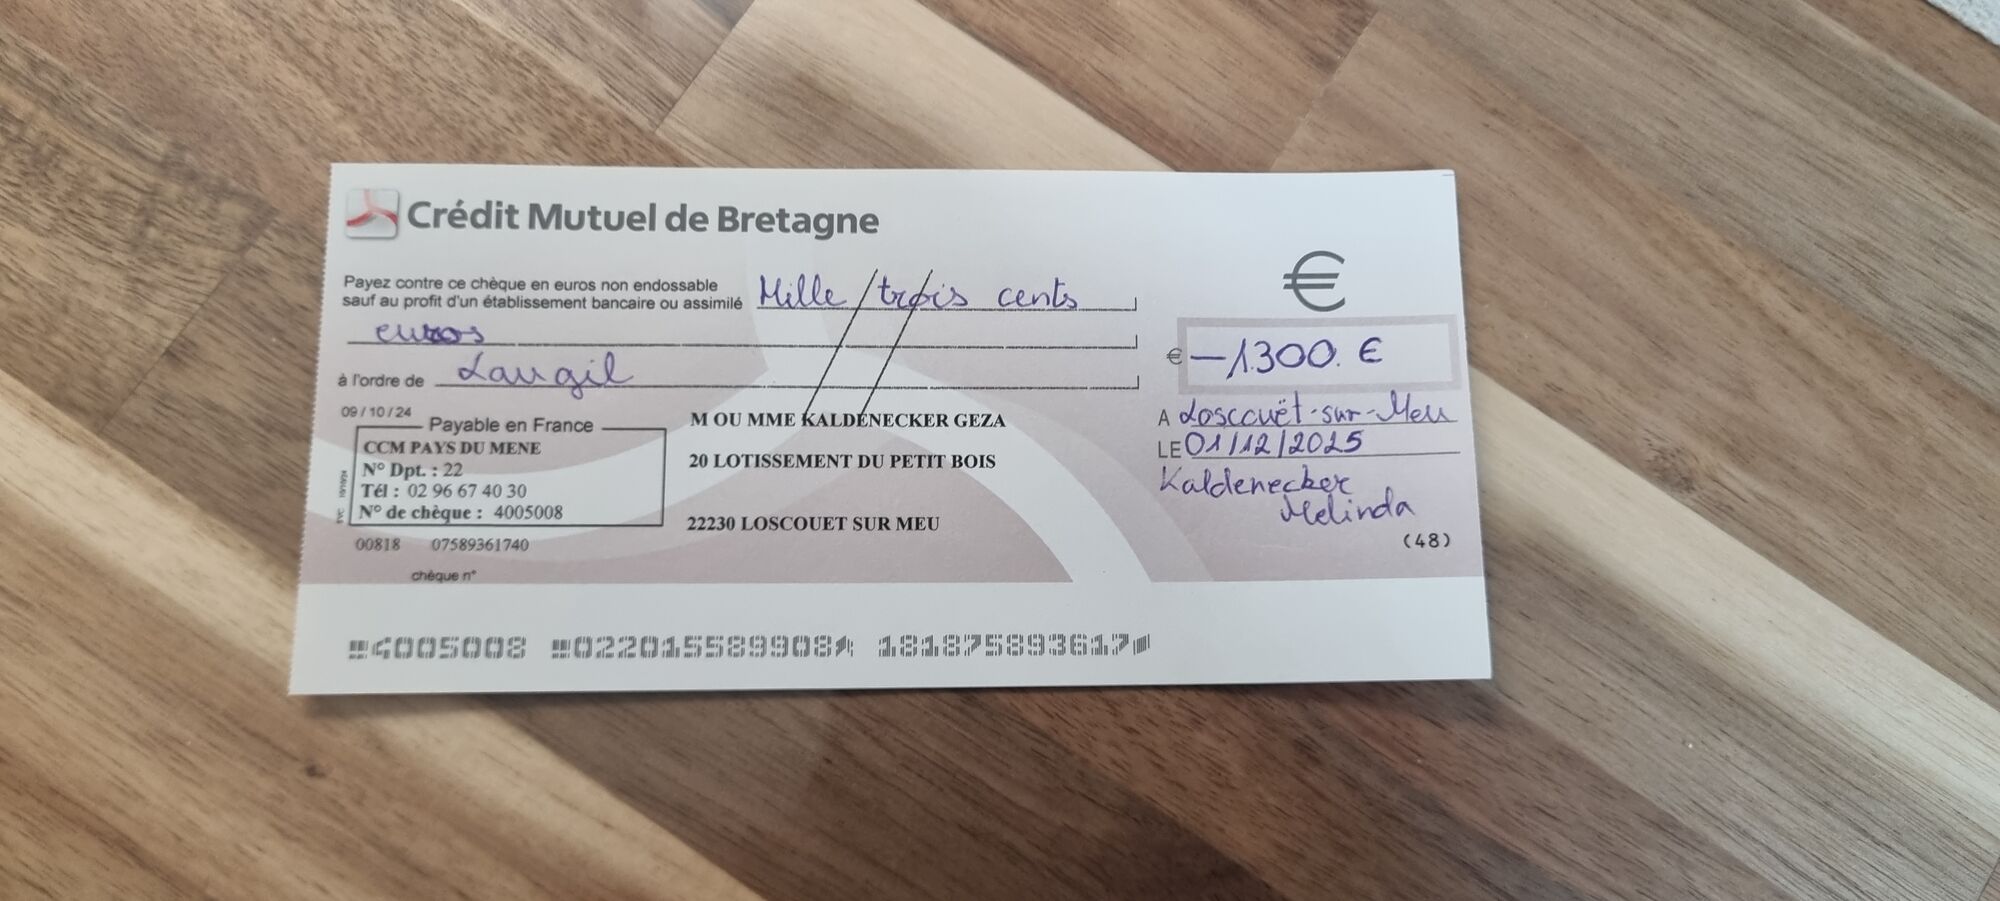 Crédit Mutuel de Bretagne
€
Payez contre ce chèque en euros non endossable
sauf au profit d'un établissement bancaire ou assimilé Mille trois cents
euros
€ —1300. €
à l'ordre de Laugil
A Loscouët-sur-Meu
LE 01/12/2025
Kaldenecker
Melinda
(48)
09/10/24
Payable en France
CCM PAYS DU MENE
N° Dpt. : 22
Tél : 02 96 67 40 30
N° de chèque : 4005008
00818 07589361740
M OU MME KALDENECKER GEZA
20 LOTISSEMENT DU PETIT BOIS
22230 LOSCOUET SUR MEU
chèque n°
4005008 022015589908 181875893617